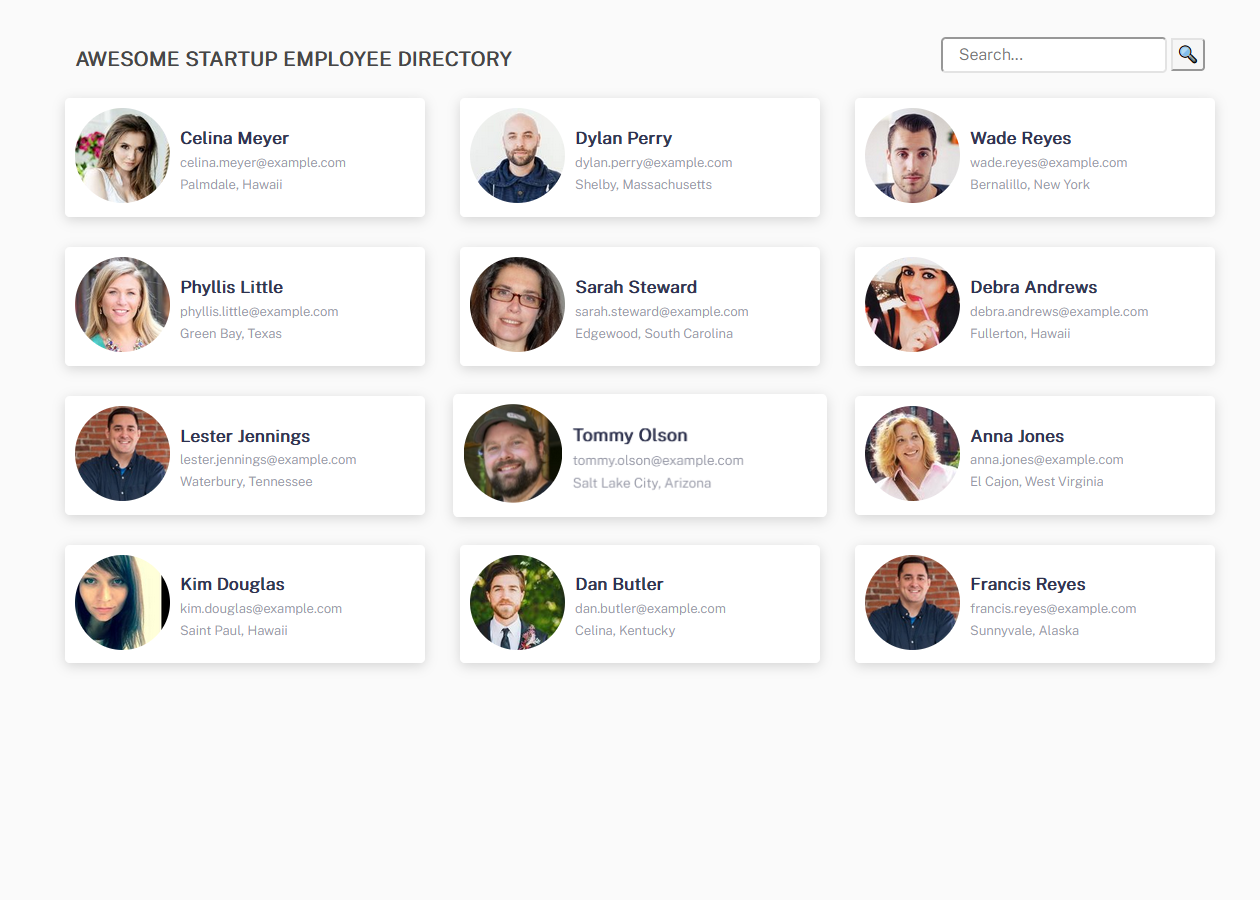 AWESOME STARTUP EMPLOYEE DIRECTORY
Search...
Celina Meyer
celina.meyer@example.com
Palmdale, Hawaii
Dylan Perry
dylan.perry@example.com
Shelby, Massachusetts
Wade Reyes
wade.reyes@example.com
Bernalillo, New York
Phyllis Little
phyllis.little@example.com
Green Bay, Texas
Sarah Steward
sarah.steward@example.com
Edgewood, South Carolina
Debra Andrews
debra.andrews@example.com
Fullerton, Hawaii
Lester Jennings
lester.jennings@example.com
Waterbury, Tennessee
Tommy Olson
tommy.olson@example.com
Salt Lake City, Arizona
Anna Jones
anna.jones@example.com
El Cajon, West Virginia
Kim Douglas
kim.douglas@example.com
Saint Paul, Hawaii
Dan Butler
dan.butler@example.com
Celina, Kentucky
Francis Reyes
francis.reyes@example.com
Sunnyvale, Alaska